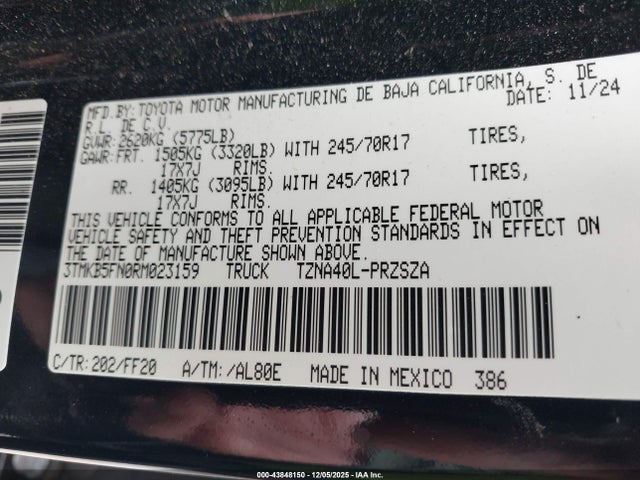 MFD.BY:TOYOTA MOTOR MANUFACTURING DE BAJA CALIFORNIA, S. DE
R.L. DE C.V. DATE: 11/24
GVWR:2620KG (5775LB)
GAWR:FRT. 1505KG (3320LB) WITH 245/70R17 TIRES,
17X7J RIMS.
RR. 1405KG (3095LB) WITH 245/70R17 TIRES,
17X7J RIMS.
THIS VEHICLE CONFORMS TO ALL APPLICABLE FEDERAL MOTOR
VEHICLE SAFETY AND THEFT PREVENTION STANDARDS IN EFFECT ON
THE DATE OF MANUFACTURE SHOWN ABOVE.
3TMKB5FN0RM023159 TRUCK TZNA40L-PRZSZA
C/TR:202/FF20 A/TM:/AL80E MADE IN MEXICO 386
000-43848150 - 12/05/2025 - IAA Inc.